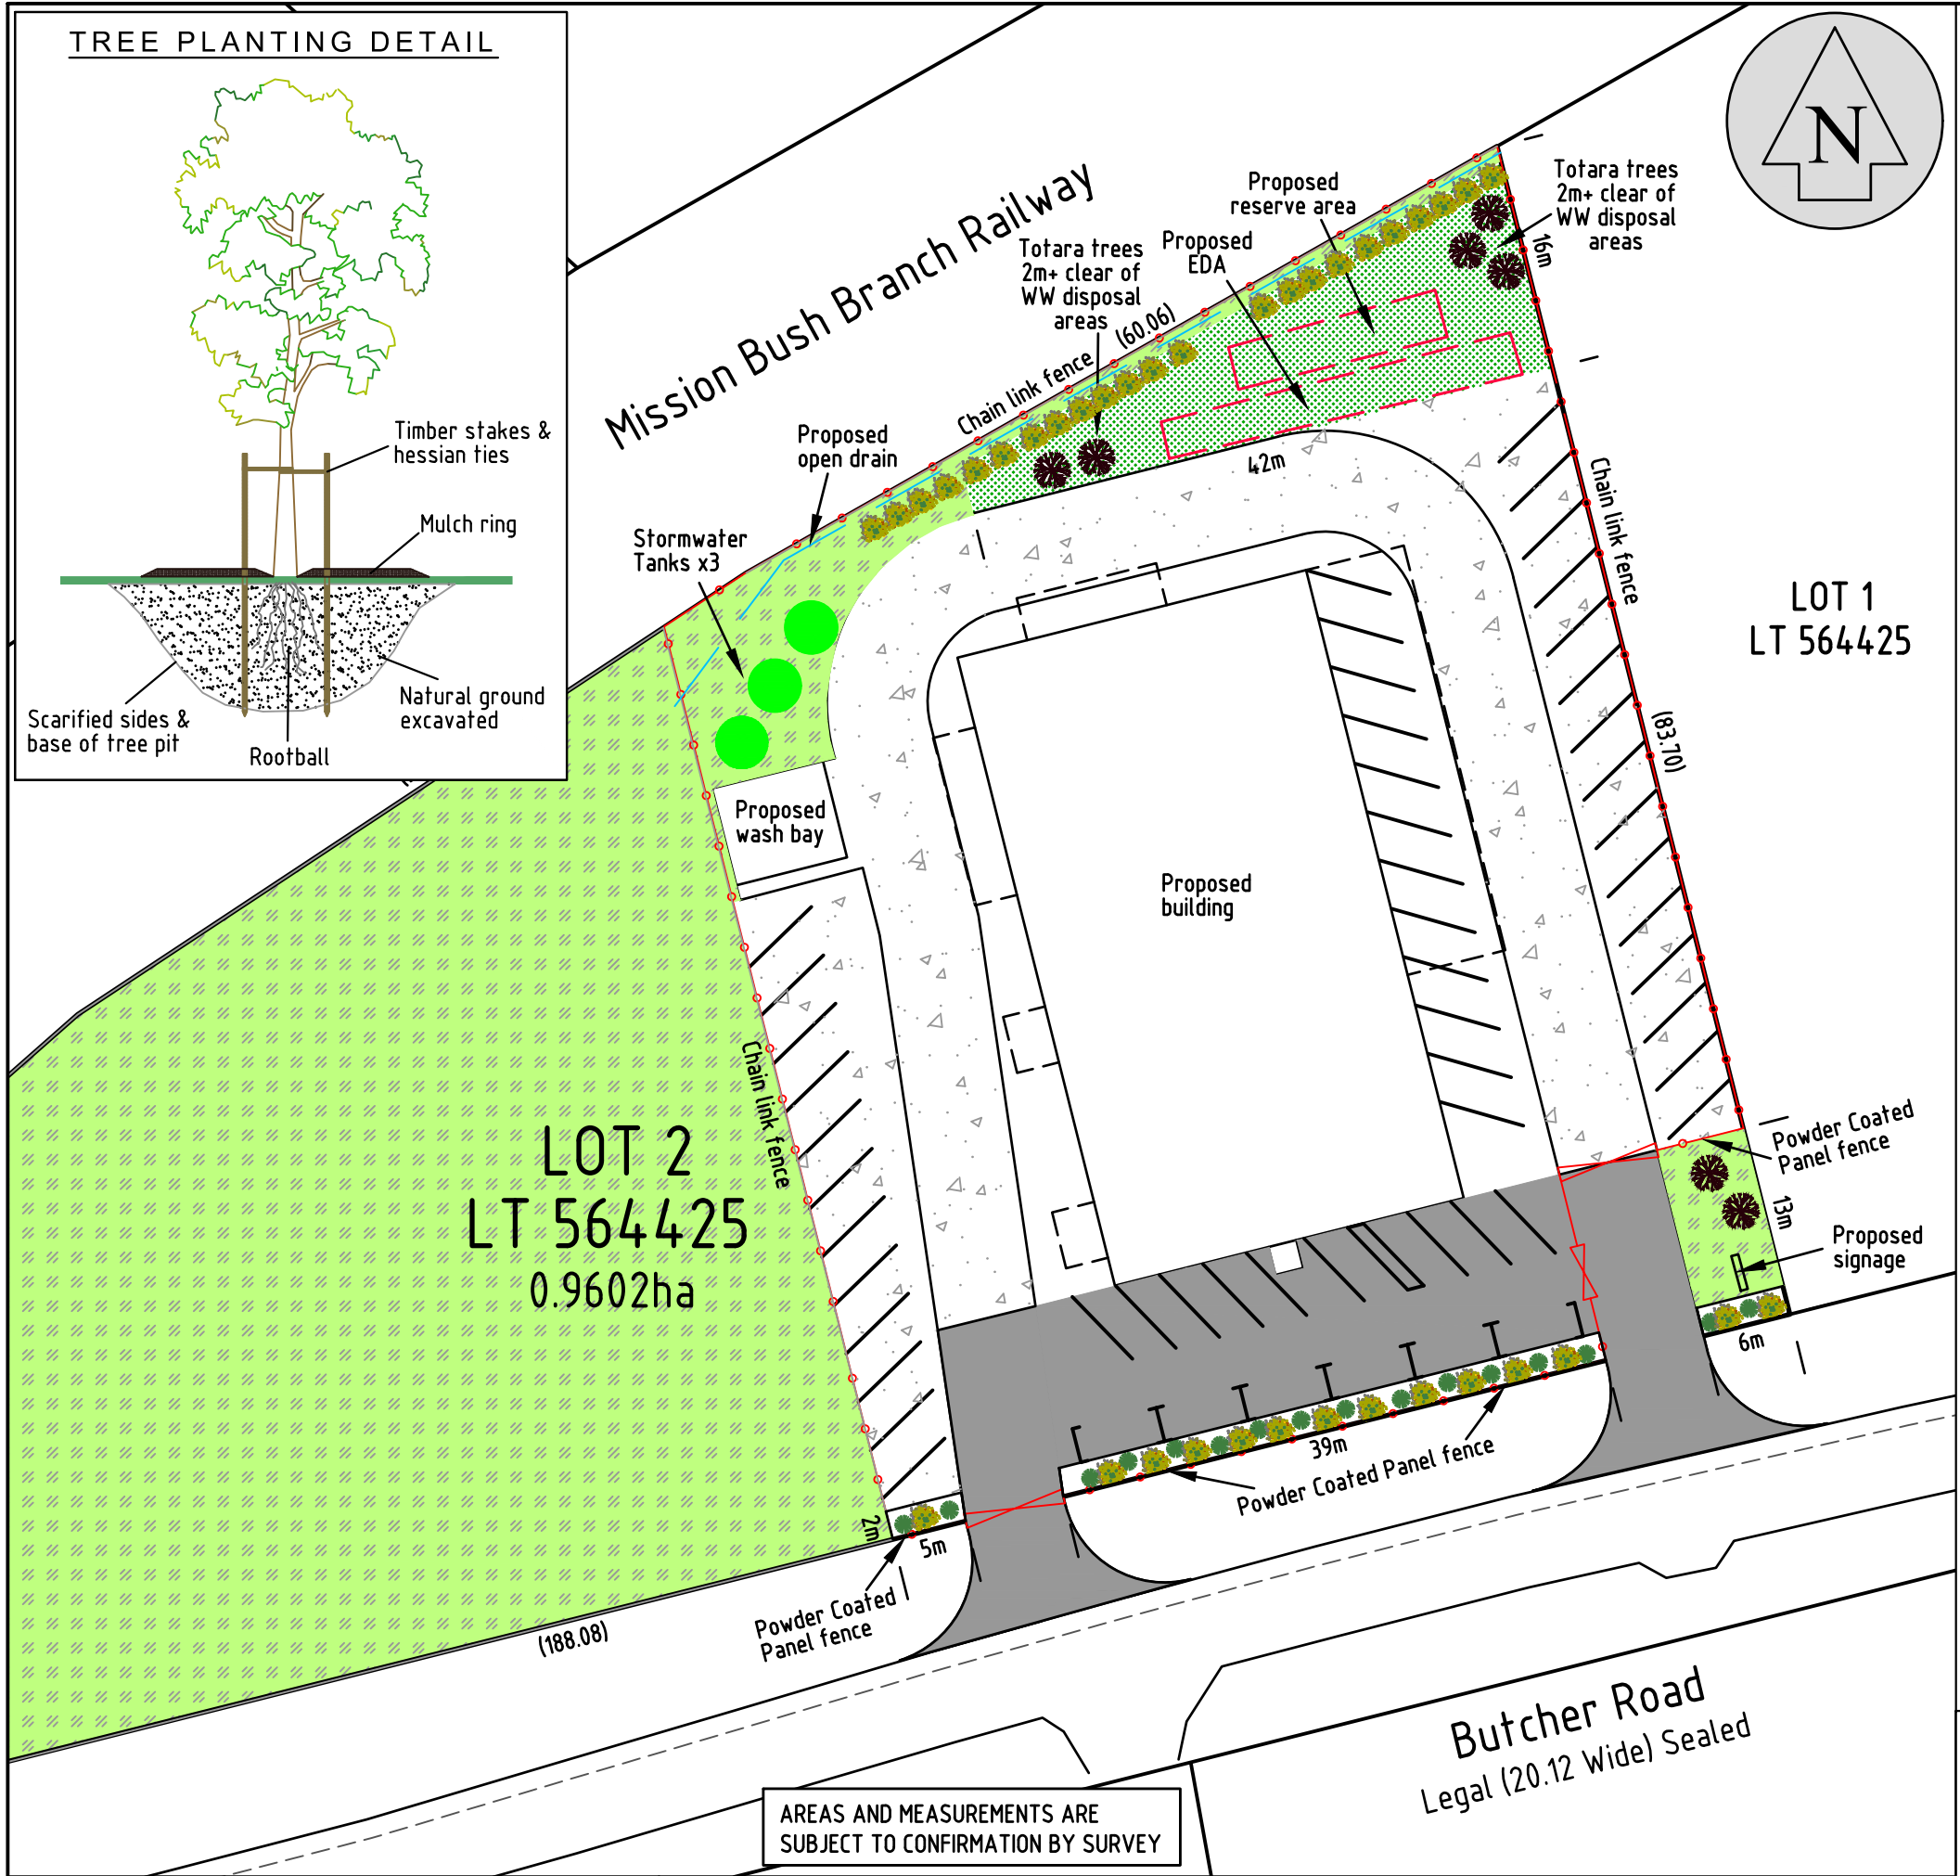 TREE PLANTING DETAIL
Timber stakes &
hessian ties
Mulch ring
Natural ground
excavated
Scarified sides &
base of tree pit
Rootball
N
Mission Bush Branch Railway
Totara trees
2m+ clear of
WW disposal
areas
Proposed
reserve area
Proposed
EDA
Totara trees
2m+ clear of
WW disposal
areas
16m
(60.06)
Chain link fence
Proposed
open drain
42m
Stormwater
Tanks x3
Chain link fence
LOT 1
LT 564425
(83.70)
Proposed
wash bay
Proposed
building
Chain link fence
LOT 2
LT 564425
0.9602ha
Powder Coated
Panel fence
13m
Proposed
signage
6m
39m
Powder Coated Panel fence
2m
5m
Powder Coated
Panel fence
(188.08)
Butcher Road
Legal (20.12 Wide) Sealed
AREAS AND MEASUREMENTS ARE
SUBJECT TO CONFIRMATION BY SURVEY